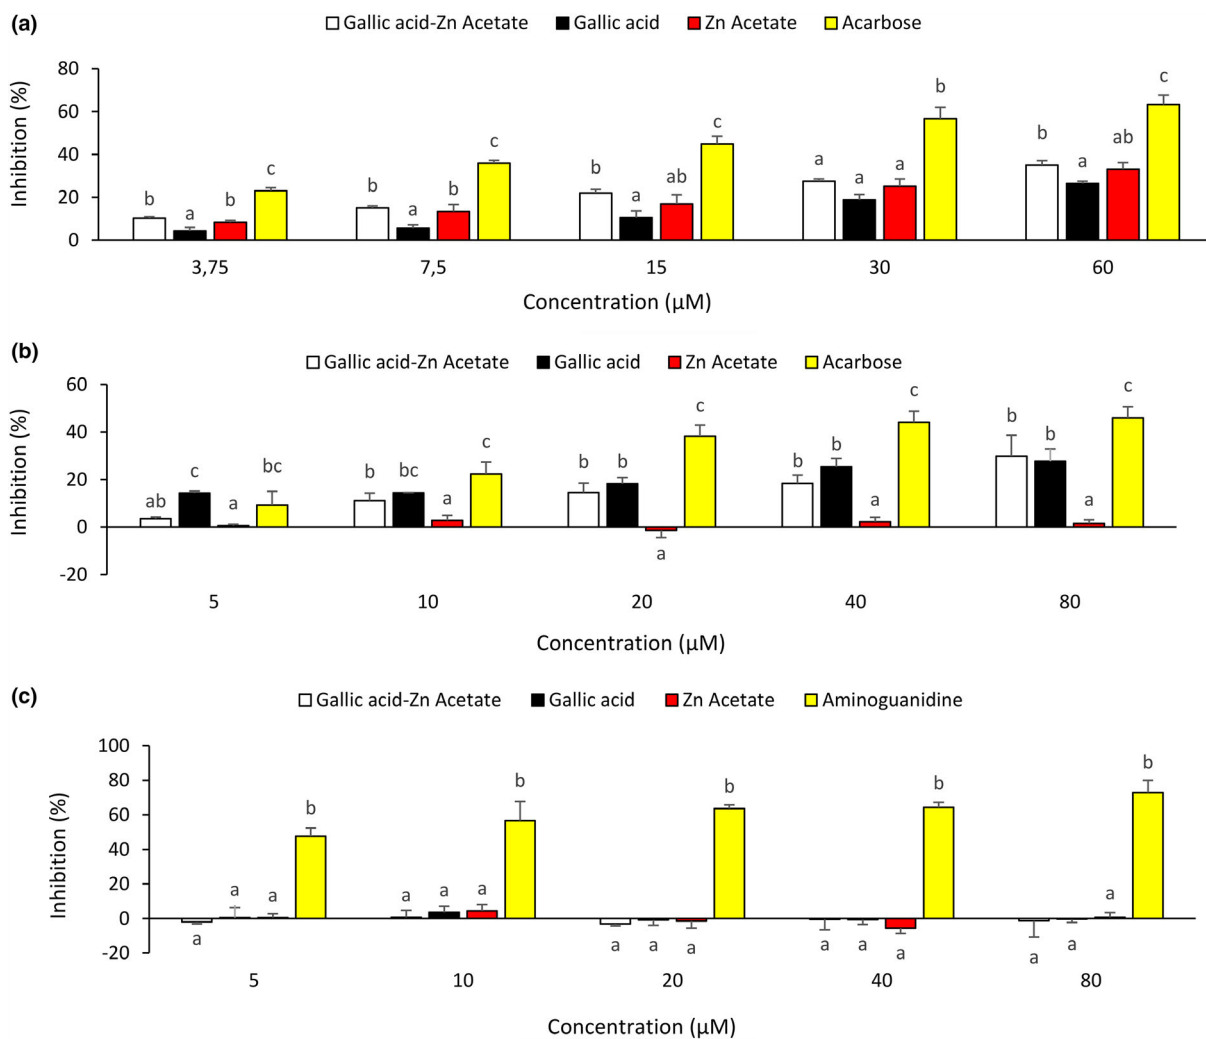 (a)
Gallic acid-Zn Acetate Gallic acid Zn Acetate Acarbose
Inhibition (%)
80
60
40
20
0
b a b c
b a b c
b a ab c
a a a b
b a ab c
3,75 7,5 15 30 60
Concentration (µM)
(b)
Gallic acid-Zn Acetate Gallic acid Zn Acetate Acarbose
Inhibition (%)
60
40
20
0
-20
ab c a bc
b bc a c
b b a c
b b a c
b b a c
5 10 20 40 80
Concentration (µM)
(c)
Gallic acid-Zn Acetate Gallic acid Zn Acetate Aminoguanidine
Inhibition (%)
100
80
60
40
20
0
-20
a a a b
a a a b
a a a b
a a a b
a a a b
5 10 20 40 80
Concentration (µM)